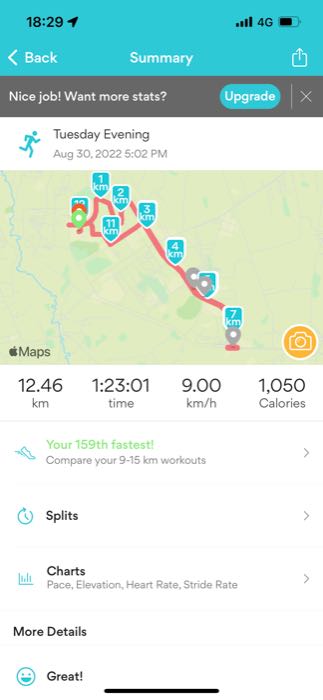 18:29 4G
Back Summary
Nice job! Want more stats? Upgrade
Tuesday Evening
Aug 30, 2022 5:02 PM
1 km
2 km
3 km
11 km
4 km
7 km
Maps
12.46 1:23:01 9.00 1,050
km time km/h Calories
Your 159th fastest!
Compare your 9-15 km workouts
Splits
Charts
Pace, Elevation, Heart Rate, Stride Rate
More Details
Great!